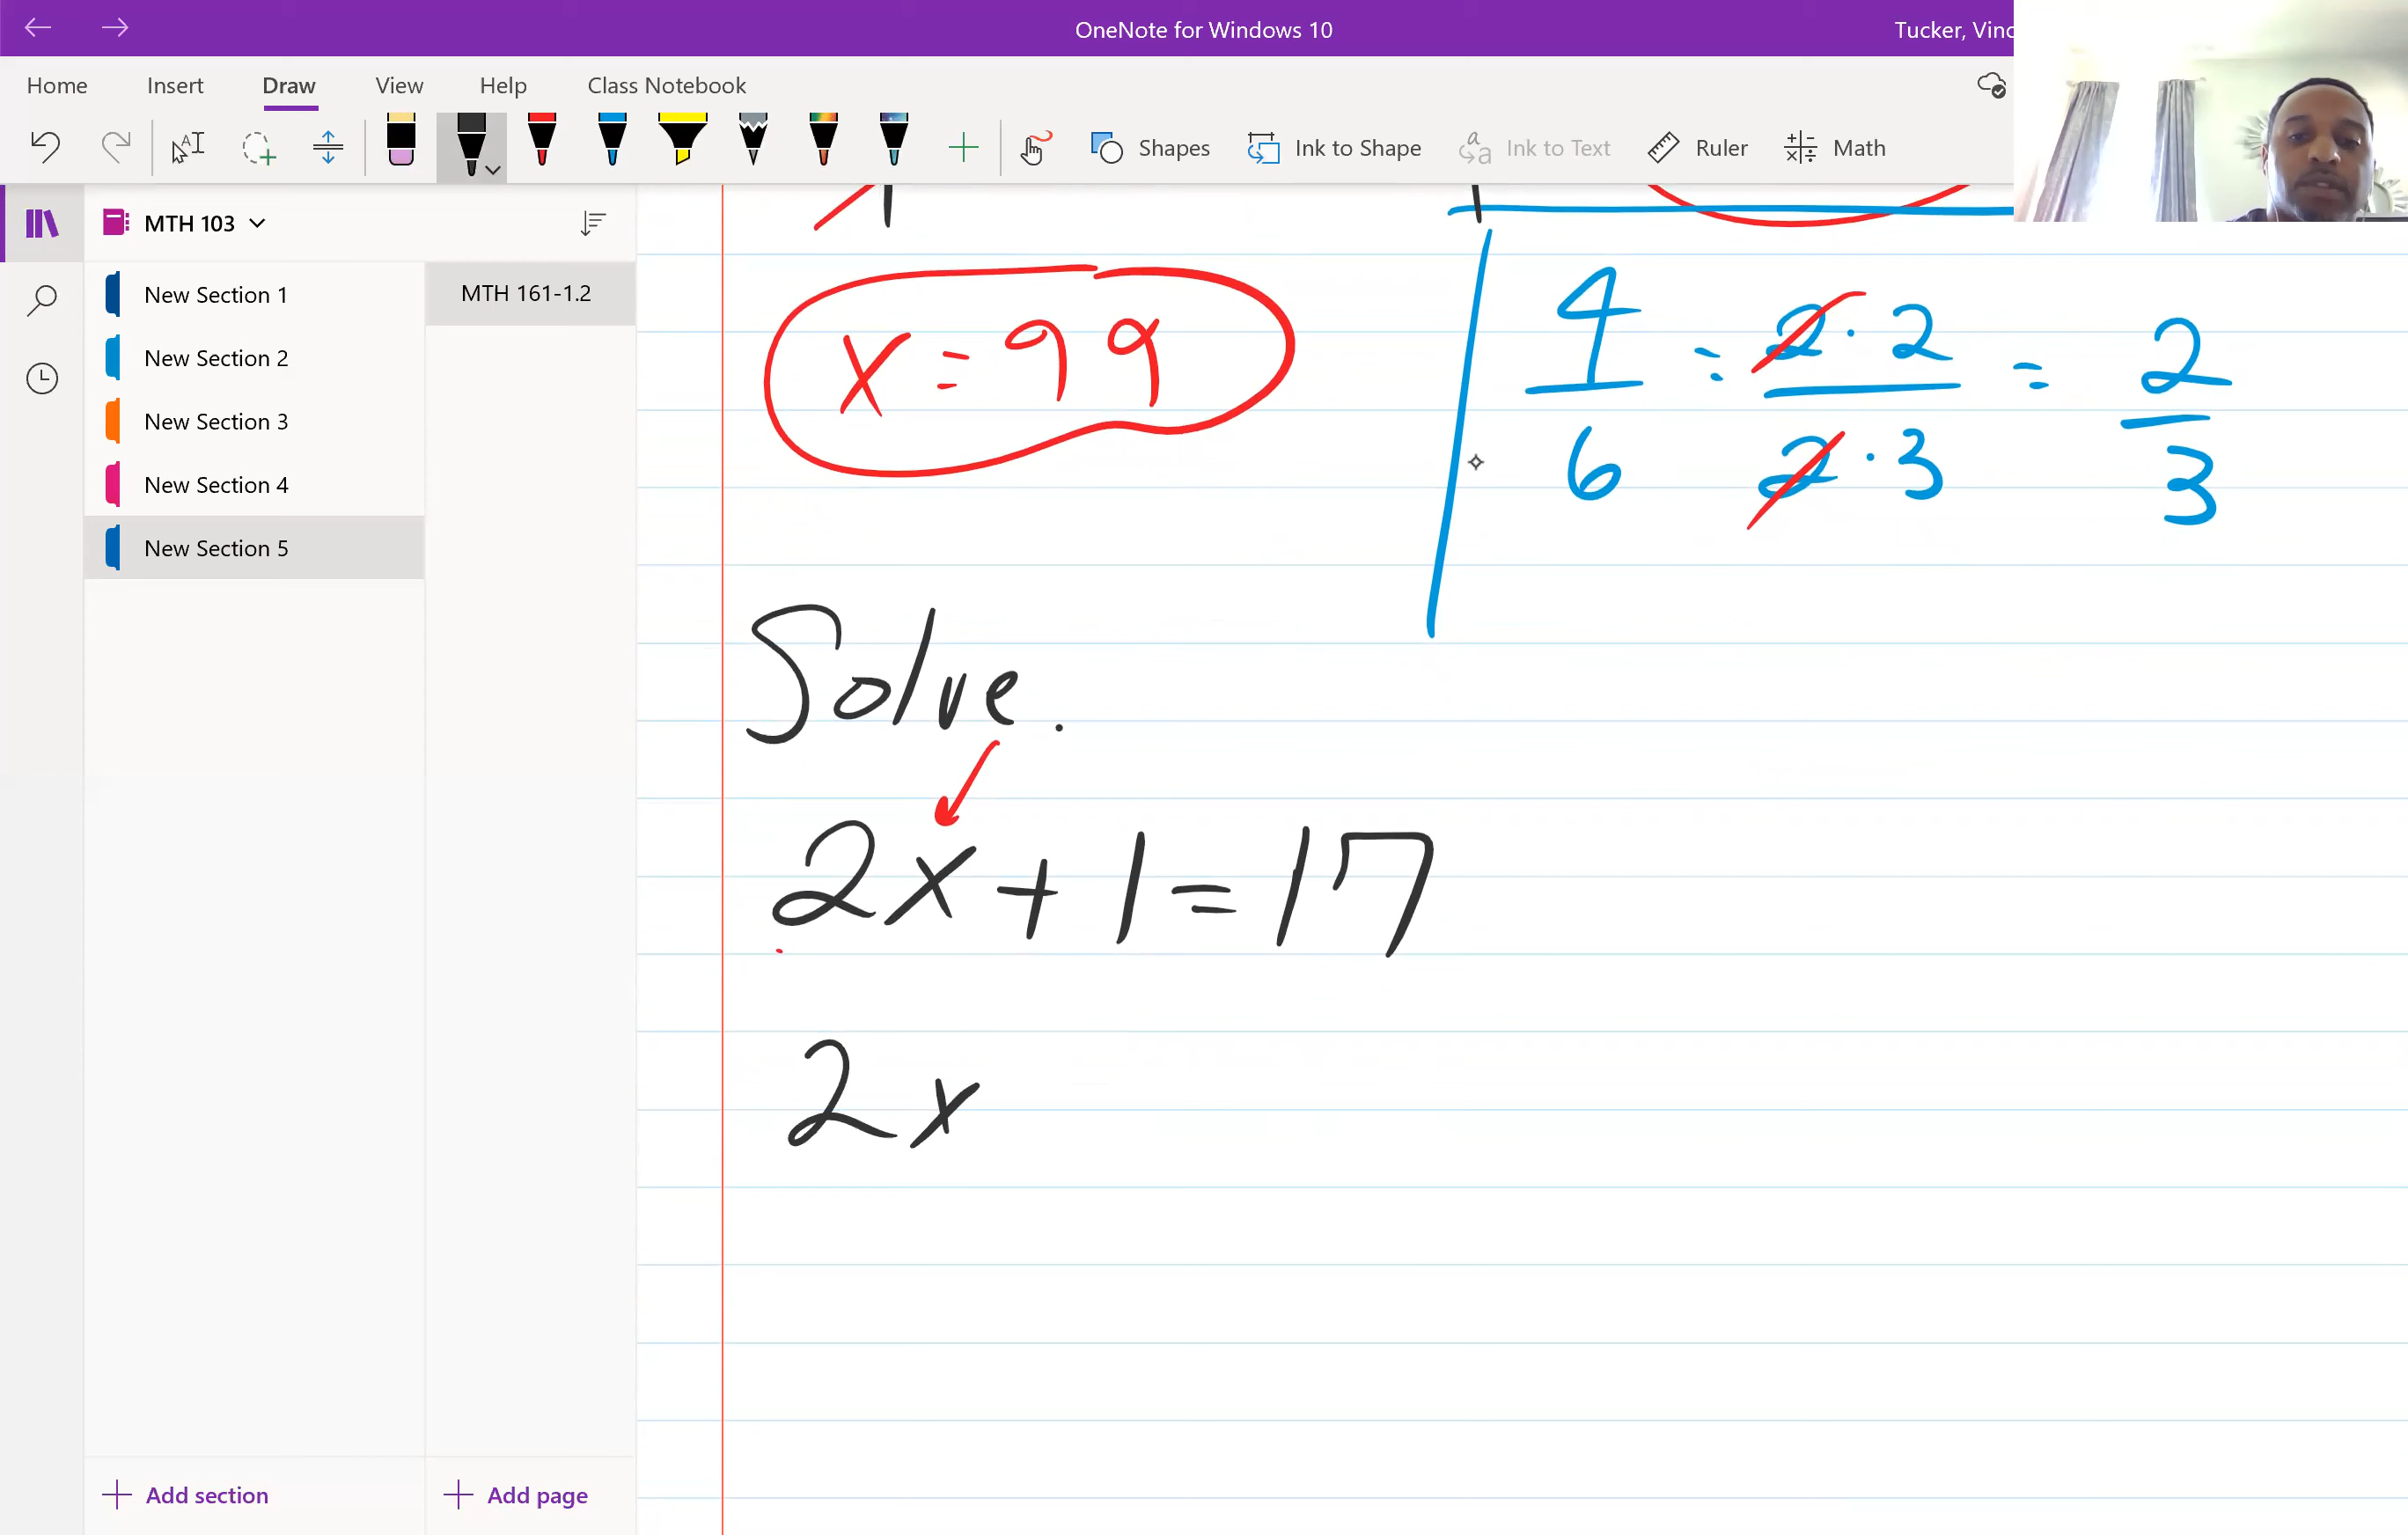 OneNote for Windows 10
Tucker, Vinc
Home Insert Draw View Help Class Notebook
Shapes Ink to Shape Ink to Text Ruler Math
MTH 103
New Section 1
New Section 2
New Section 3
New Section 4
New Section 5
Add section
MTH 161-1.2
Add page
x = 99
4/6 = 2·2/2·3 = 2/3
Solve.
2x + 1 = 17
2x